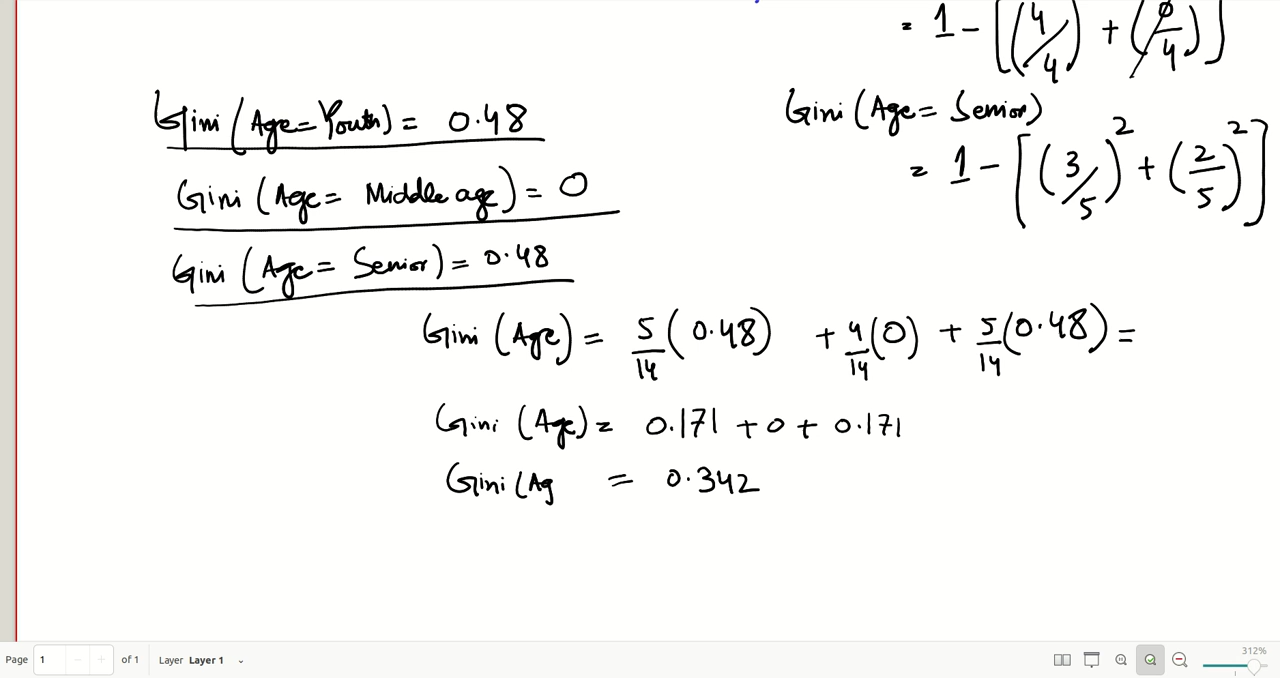 = 1 - [(4/4) + (0/4)]
Gini (Age=Youth) = 0.48
Gini (Age = Middle age) = 0
Gini (Age = Senior) = 0.48
Gini (Age = Senior)
= 1 - [(3/5)² + (2/5)²]
Gini (Age) = 5/14 (0.48) + 4/14 (0) + 5/14 (0.48) =
Gini (Age) = 0.171 + 0 + 0.171
Gini (Ag = 0.342
Page 1 of 1 Layer Layer 1 312%